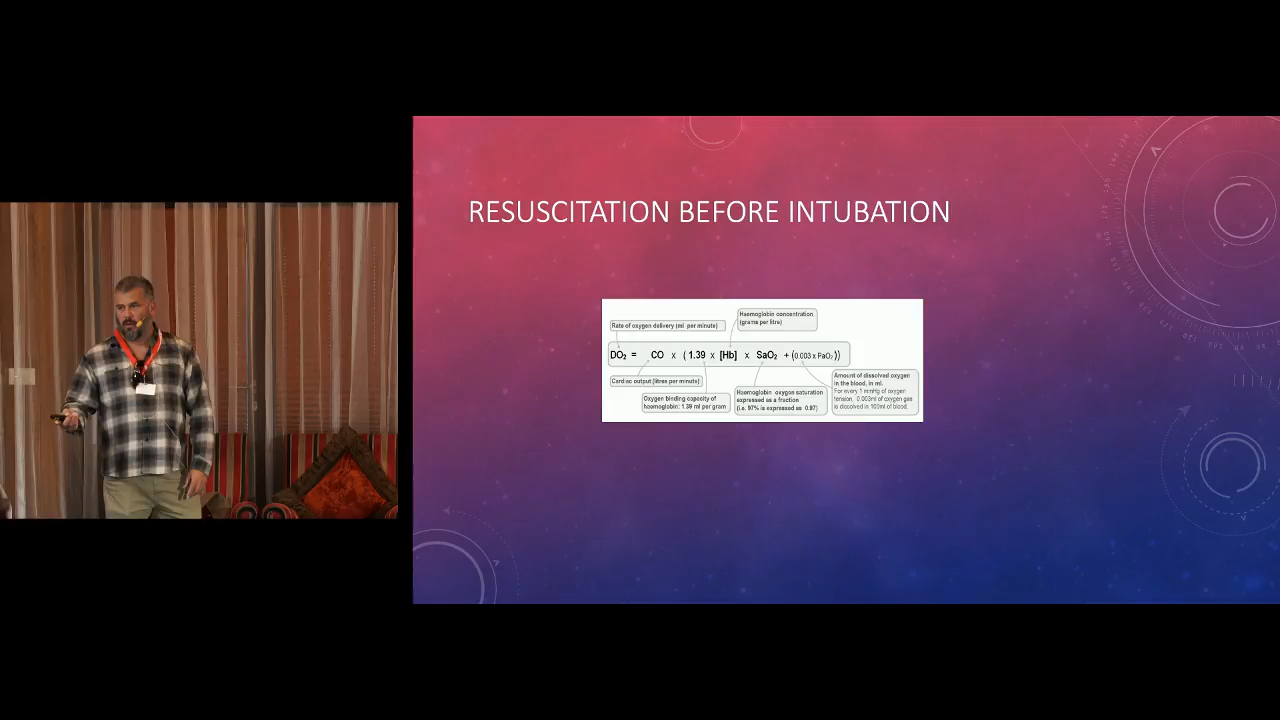 RESUSCITATION BEFORE INTUBATION
Haemoglobin concentration
(grams per litre)
Rate of oxygen delivery (ml per minute)
DO₂ = CO x ( 1.39 x [Hb] x SaO₂ + (0.003 x PaO₂))
Cardiac output (litres per minute)
Oxygen binding capacity of
haemoglobin: 1.39 ml per gram
Haemoglobin oxygen saturation
expressed as a fraction
(i.e. 97% is expressed as 0.97)
Amount of dissolved oxygen
in the blood, in ml.
For every 1 mmHg of oxygen
tension, 0.003ml of oxygen gas
is dissolved in 100ml of blood.